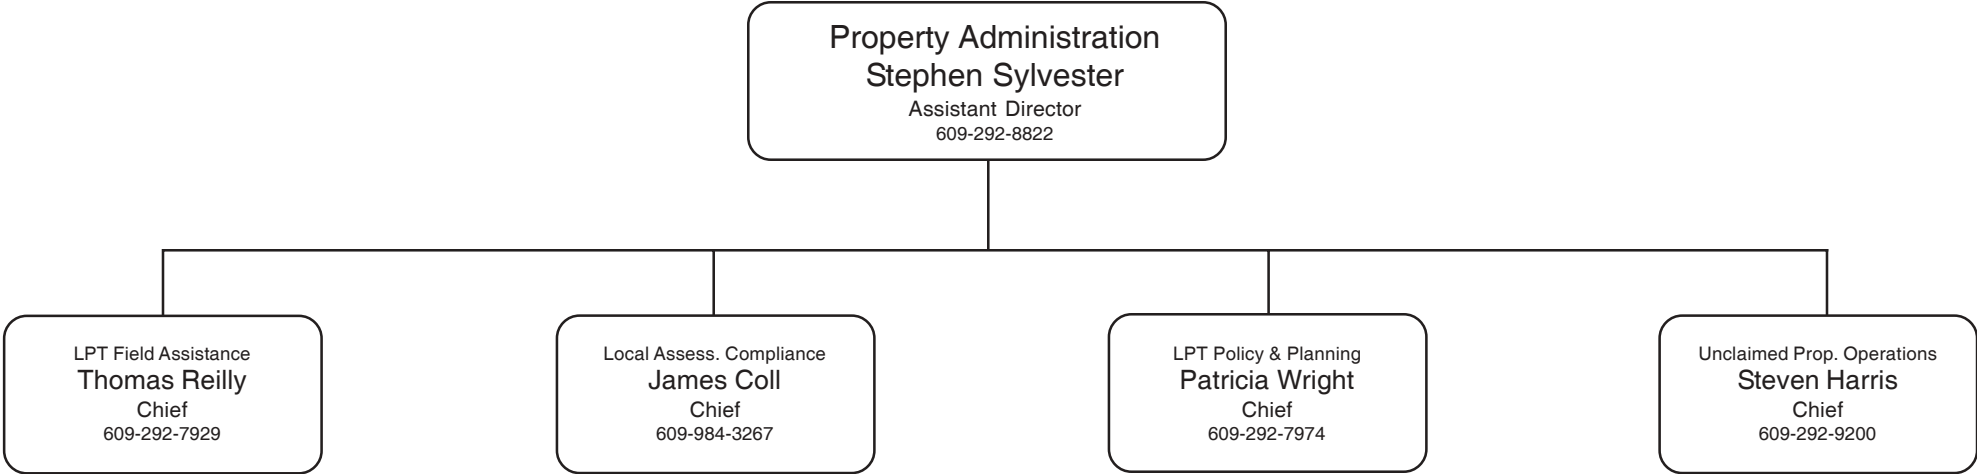 Property Administration
Stephen Sylvester
Assistant Director
609-292-8822
LPT Field Assistance
Thomas Reilly
Chief
609-292-7929
Local Assess. Compliance
James Coll
Chief
609-984-3267
LPT Policy & Planning
Patricia Wright
Chief
609-292-7974
Unclaimed Prop. Operations
Steven Harris
Chief
609-292-9200